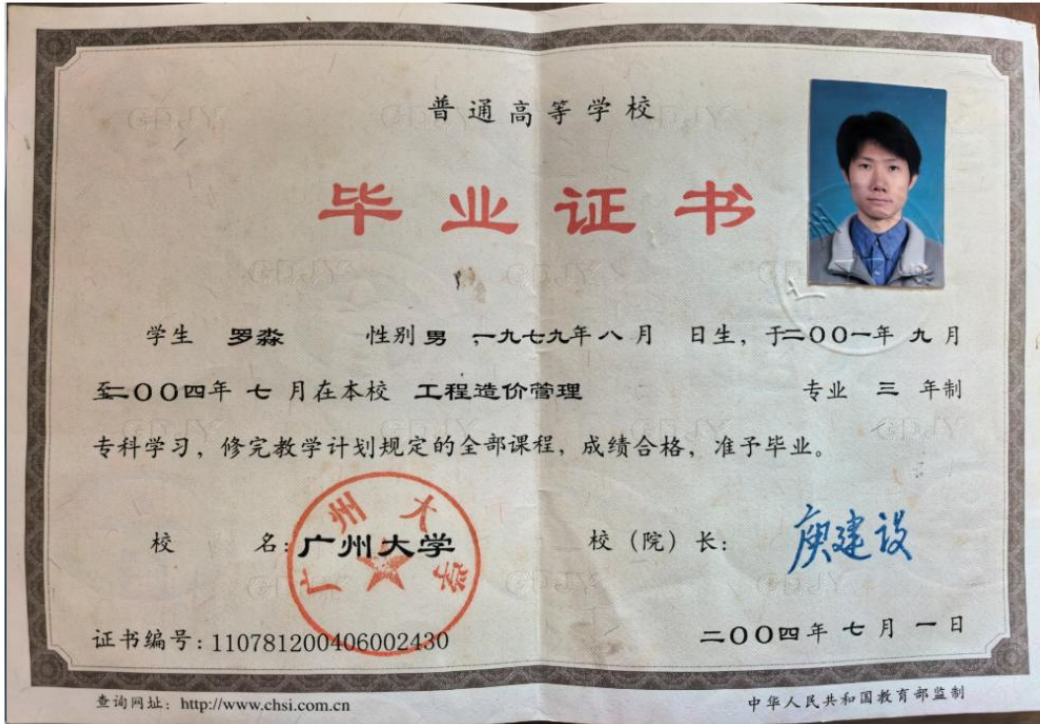 普通高等学校
毕业证书
学生 罗淼 性别 男 一九七九年八月 日生，于二〇〇一年 九 月
至二〇〇四年 七 月在本校 工程造价管理 专业 三 年制
专科学习，修完教学计划规定的全部课程，成绩合格，准予毕业。
校 名：广州大学 校（院）长：庾建设
广州大学
证书编号：110781200406002430 二〇〇四年 七 月 一 日
查询网址：http://www.chsi.com.cn 中华人民共和国教育部监制